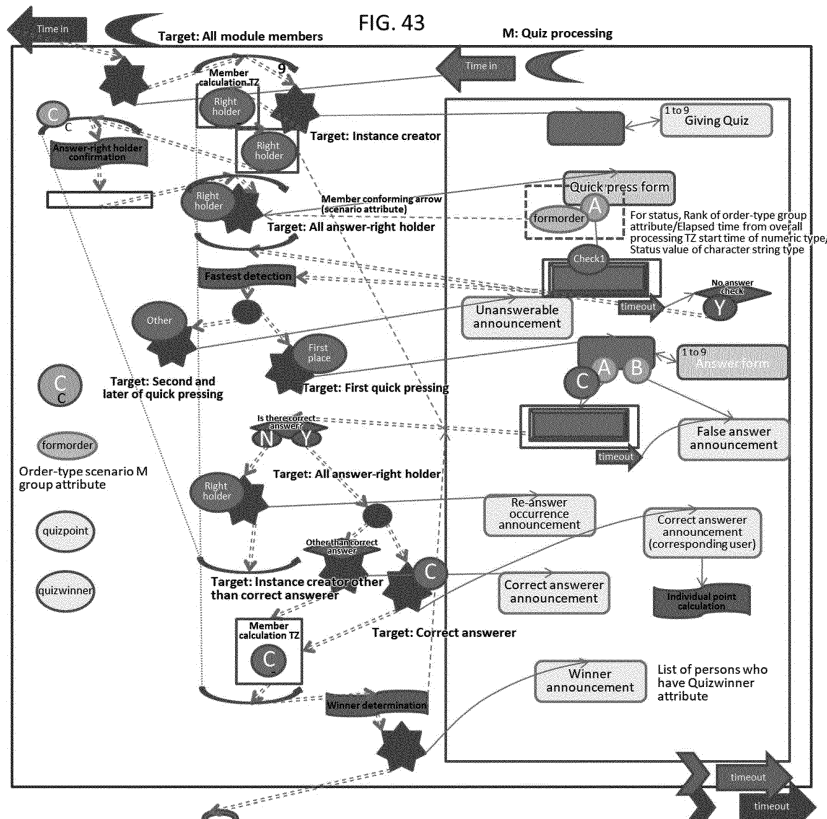 FIG. 43
Time in
Target: All module members
M: Quiz processing
Time in
9
Member calculation TZ
Right
holder
C
C
Answer-right holder
confirmation
Right
holder
Target: Instance creator
1 to 9
Giving Quiz
Right
holder
Member conforming arrow
(scenario attribute)
Target: All answer-right holder
Quick press form
formorder
A
For status, Rank of order-type group
attribute/Elapsed time from overall
processing TZ start time of numeric type/
Status value of character string type
Check1
Fastest detection
timeout
No answer
check
Y
Unanswerable
announcement
Other
First
place
Target: Second and
later of quick pressing
Target: First quick pressing
1 to 9
Answer form
C
A
B
C
C
Is there correct
answer?
N
Y
False answer
announcement
timeout
formorder
Order-type scenario M
group attribute
Target: All answer-right holder
Right
holder
Re-answer
occurrence
announcement
Correct answerer
announcement
(corresponding user)
quizpoint
Other than correct
answer
C
quizwinner
Target: Instance creator other
than correct answerer
Correct answerer
announcement
Individual point
calculation
Target: Correct answerer
Member
calculation TZ
C
Winner
announcement
List of persons who
have Quizwinner
attribute
Winner determination
timeout
timeout